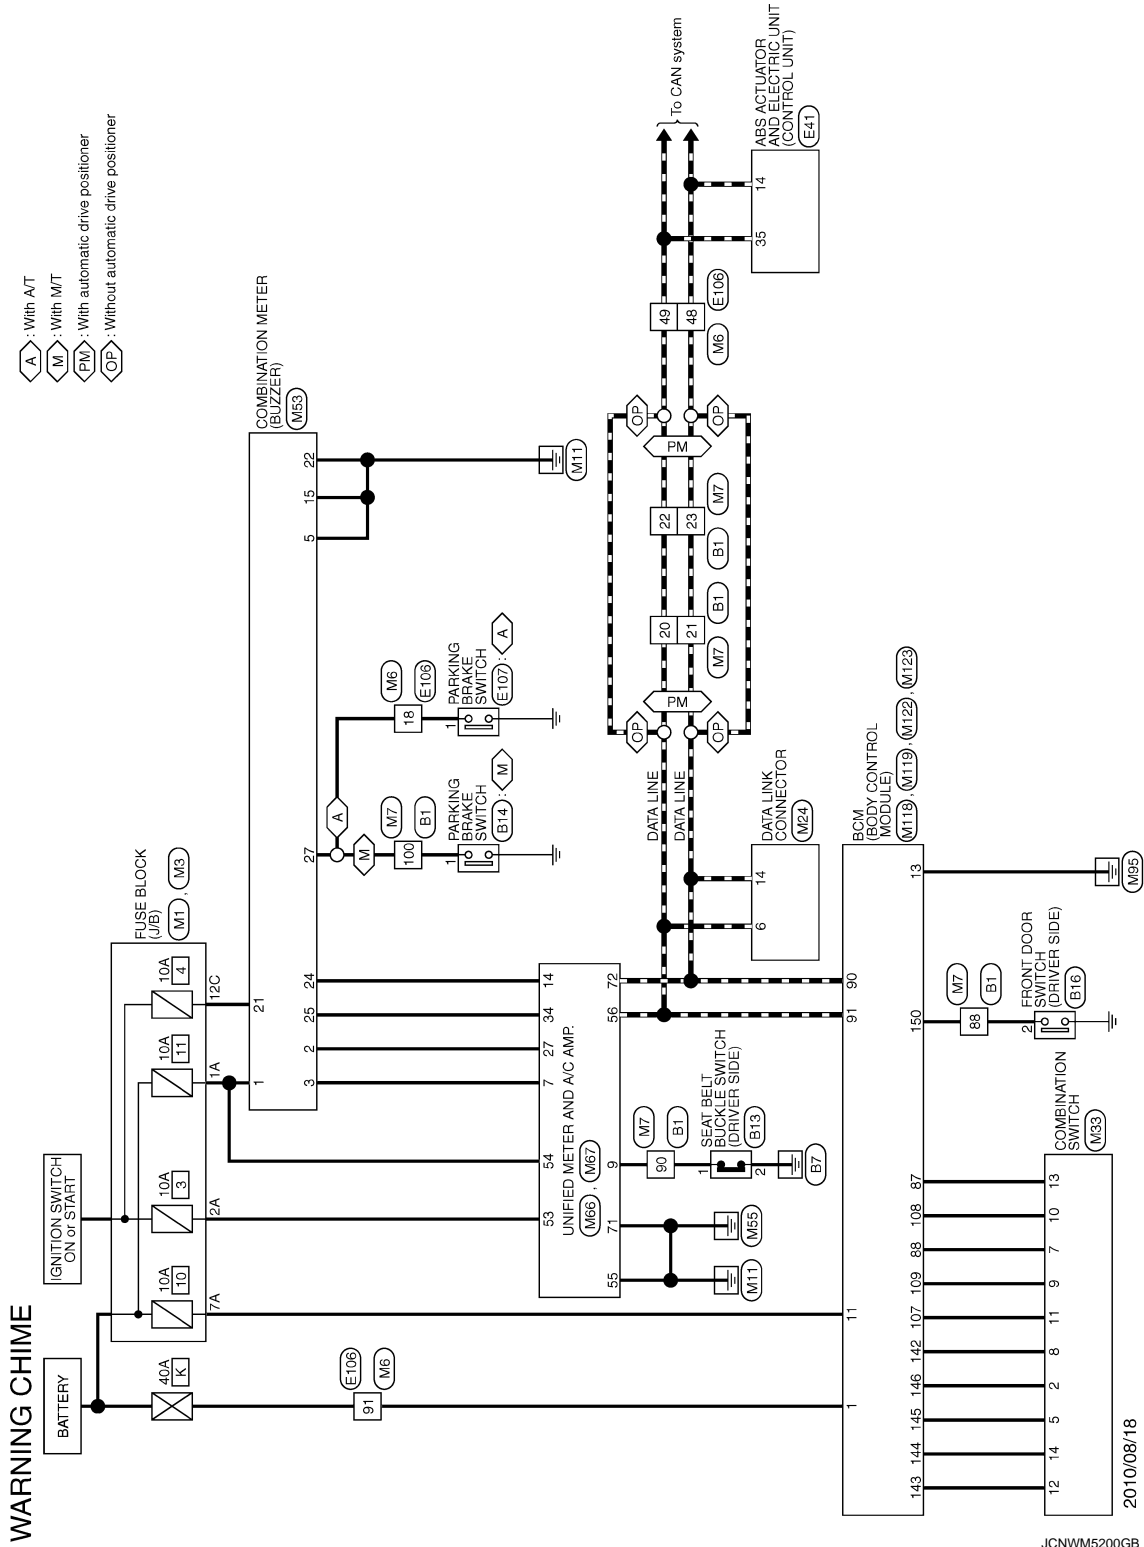 WARNING CHIME
BATTERY
IGNITION SWITCH
ON or START
40A
K
10A
10
10A
3
10A
11
10A
4
FUSE BLOCK
(J/B)
M1 , M3
7A
2A
1A
12C
E106
M6
91
A : With A/T
M : With M/T
PM : With automatic drive positioner
OP : Without automatic drive positioner
COMBINATION METER
(BUZZER)
M53
1
21
3
2
25
24
27
5
15
22
M11
A
M
M7
B1
100
1
PARKING
BRAKE
SWITCH
B14 : M
M6
E106
18
1
PARKING
BRAKE
SWITCH
E107 : A
53
54
7
27
34
14
UNIFIED METER AND A/C AMP.
M66 , M67
55
71
9
56
72
M11
M55
M7
B1
90
1
2
SEAT BELT
BUCKLE SWITCH
(DRIVER SIDE)
B13
B7
DATA LINE
DATA LINE
OP
OP
PM
20
21
M7
B1
22
23
B1
M7
PM
OP
OP
49
48
M6
E106
To CAN system
6
14
DATA LINK
CONNECTOR
M24
35
14
ABS ACTUATOR
AND ELECTRIC UNIT
(CONTROL UNIT)
E41
1
11
91
90
BCM
(BODY CONTROL
MODULE)
M118 , M119 , M122 , M123
143
144
145
146
142
107
109
88
108
87
150
13
M7
B1
88
2
FRONT DOOR
SWITCH
(DRIVER SIDE)
B16
M95
12
14
5
2
8
11
9
7
10
13
COMBINATION
SWITCH
M33
2010/08/18
JCNWM5200GB